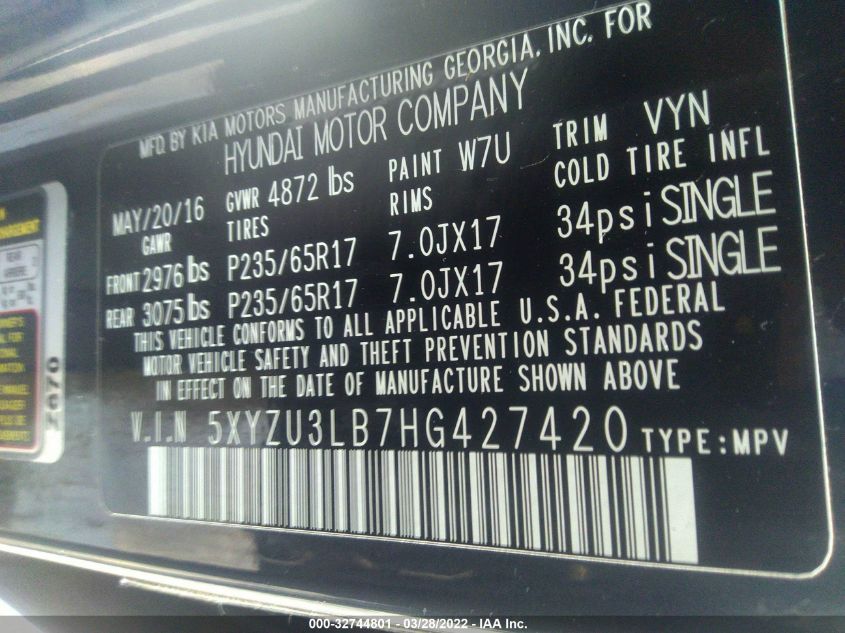 MFD. BY KIA MOTORS MANUFACTURING GEORGIA, INC. FOR
HYUNDAI MOTOR COMPANY
MAY/20/16 GVWR 4872 lbs PAINT W7U TRIM VYN
GAWR TIRES RIMS COLD TIRE INFL
FRONT 2976 lbs P235/65R17 7.0JX17 34psi SINGLE
REAR 3075 lbs P235/65R17 7.0JX17 34psi SINGLE
THIS VEHICLE CONFORMS TO ALL APPLICABLE U.S.A. FEDERAL
MOTOR VEHICLE SAFETY AND THEFT PREVENTION STANDARDS
IN EFFECT ON THE DATE OF MANUFACTURE SHOWN ABOVE
V.I.N 5XYZU3LB7HG427420 TYPE:MPV
REAR
000-32744801 - 03/28/2022 - IAA Inc.